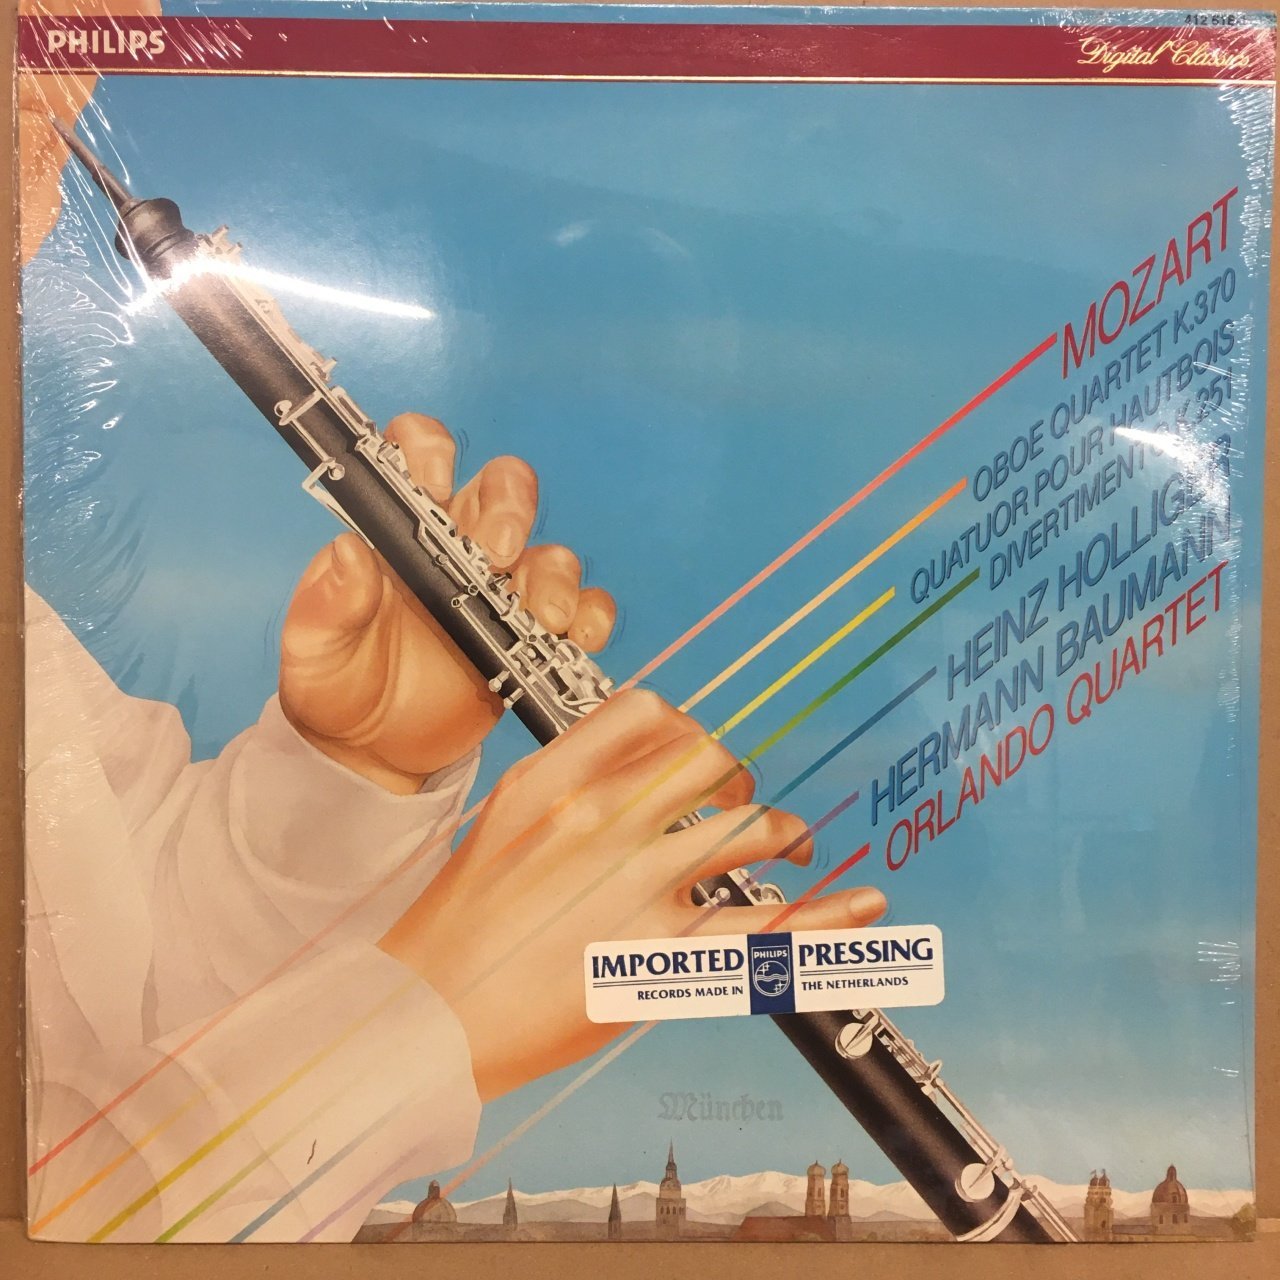 PHILIPS
Digital Classics
MOZART
OBOE QUARTET K.370
QUATUOR POUR HAUTBOIS
DIVERTIMENTO K.251
HEINZ HOLLIGER
HERMANN BAUMANN
ORLANDO QUARTET
IMPORTED PHILIPS PRESSING
RECORDS MADE IN THE NETHERLANDS
München